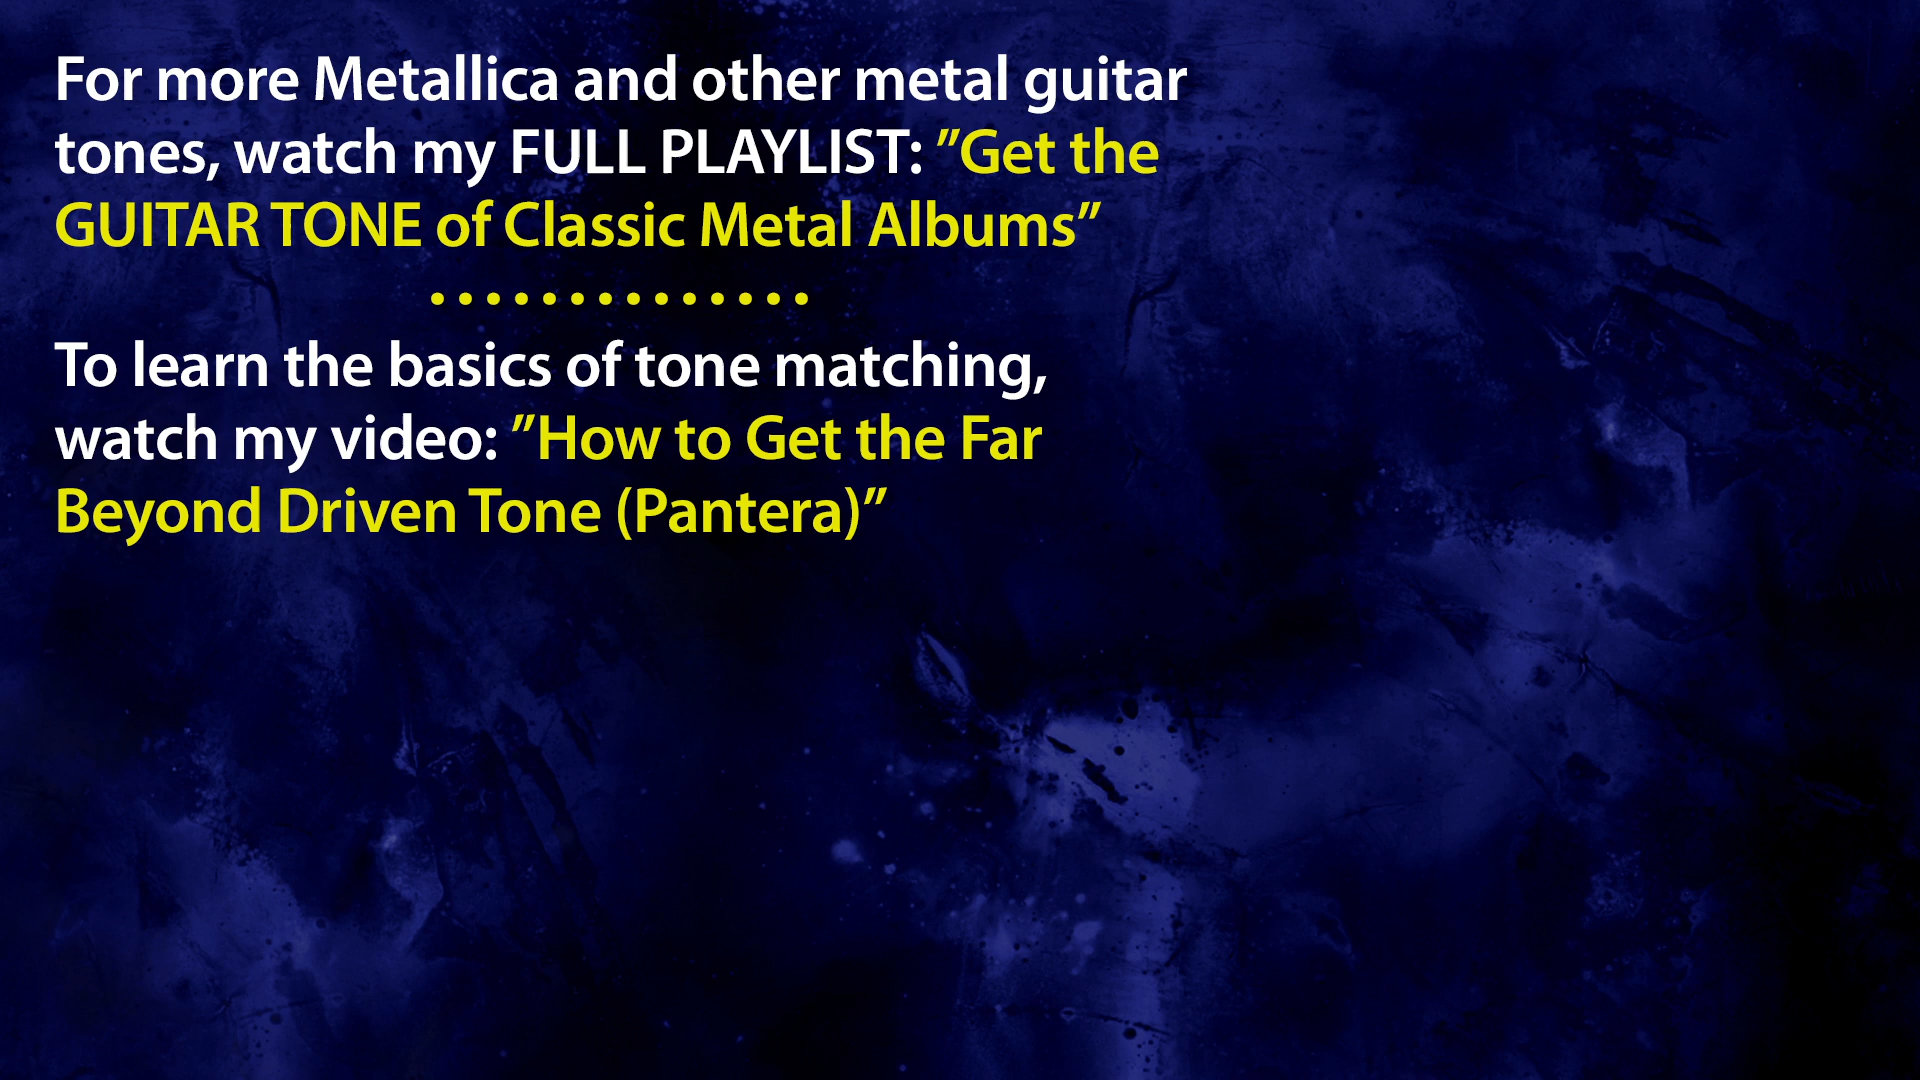 For more Metallica and other metal guitar
tones, watch my FULL PLAYLIST: ”Get the
GUITAR TONE of Classic Metal Albums”
..............
To learn the basics of tone matching,
watch my video: ”How to Get the Far
Beyond Driven Tone (Pantera)”